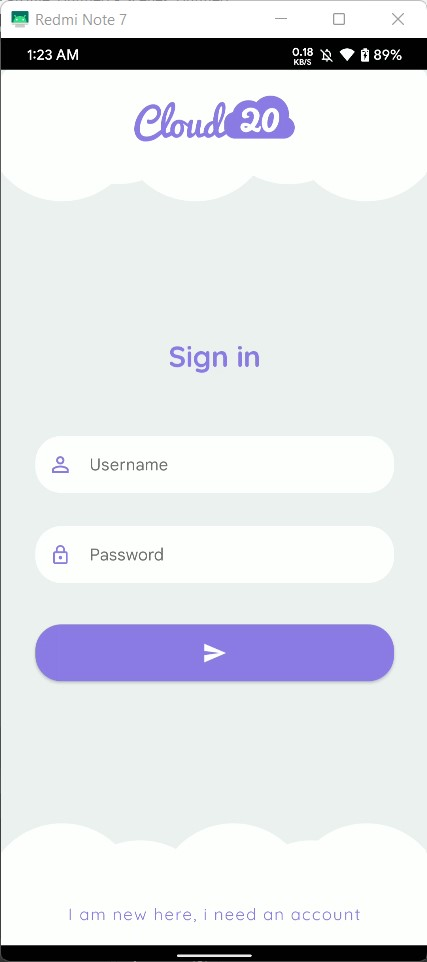 Redmi Note 7
1:23 AM 0.18 KB/S 89%
Cloud 20
Sign in
Username
Password
I am new here, i need an account